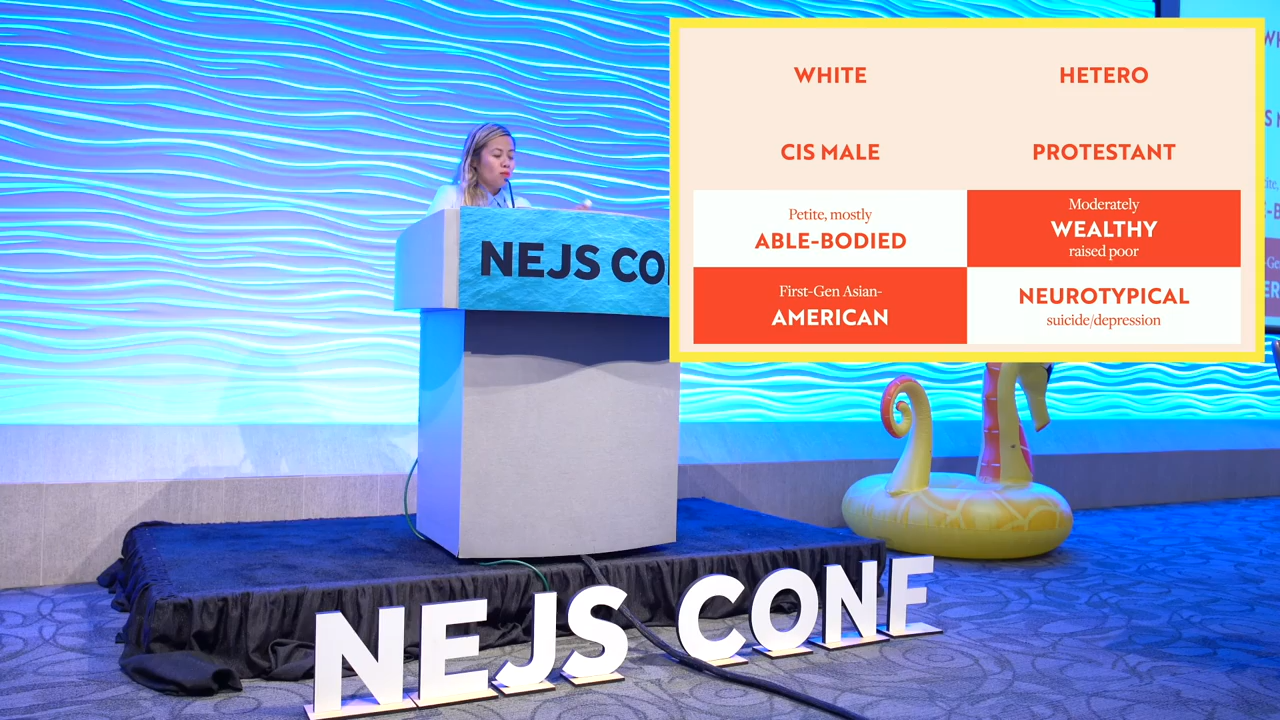 WHITE
HETERO
CIS MALE
PROTESTANT
Petite, mostly
ABLE-BODIED
Moderately
WEALTHY
raised poor
First-Gen Asian-
AMERICAN
NEUROTYPICAL
suicide/depression
NEJS CO
NEJS CONF